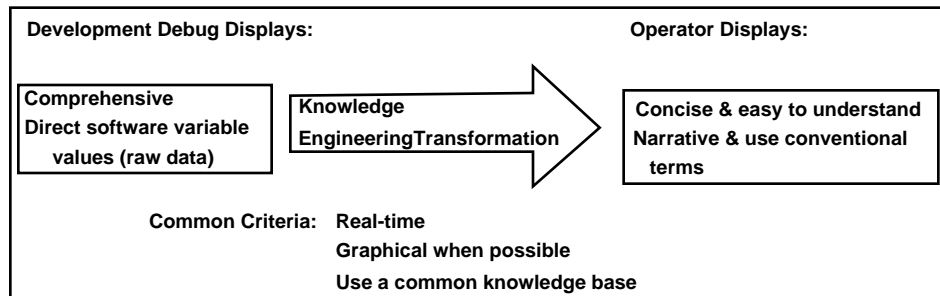 Development Debug Displays:
Operator Displays:
Comprehensive
Direct software variable
values (raw data)
Knowledge
EngineeringTransformation
Concise & easy to understand
Narrative & use conventional
terms
Common Criteria: Real-time
Graphical when possible
Use a common knowledge base